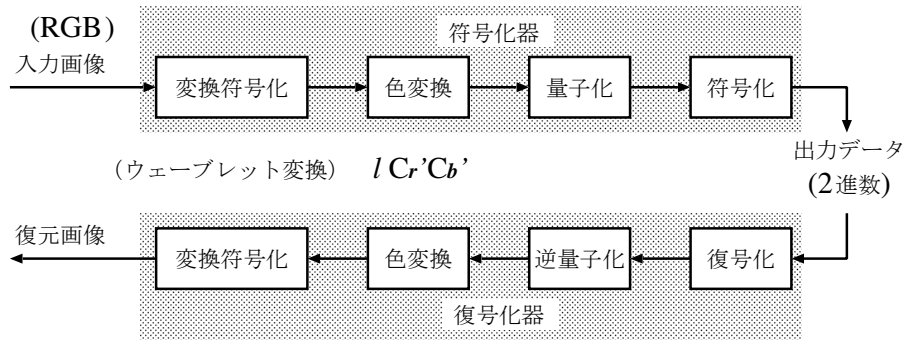 (RGB)
入力画像
符号化器
変換符号化
色変換
量子化
符号化
(ウェーブレット変換)
l Cr'Cb'
出力データ
(2進数)
復元画像
変換符号化
色変換
逆量子化
復号化
復号化器